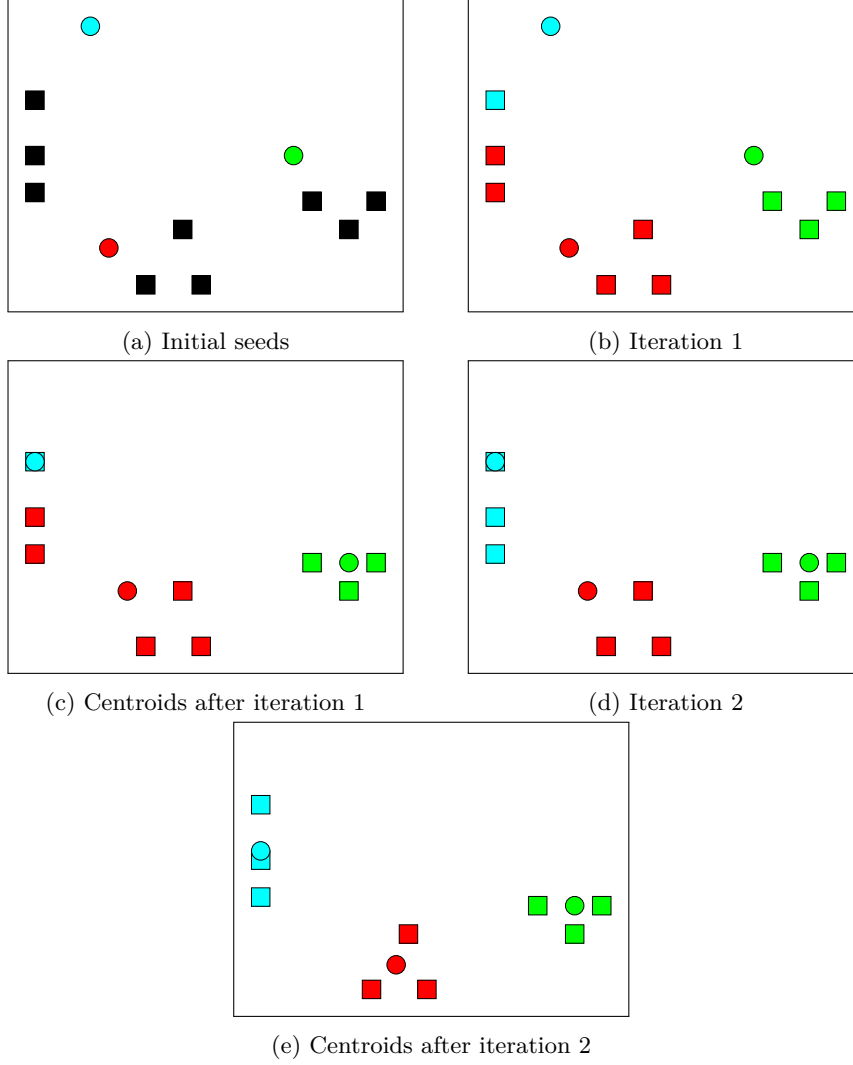 (a) Initial seeds
(b) Iteration 1
(c) Centroids after iteration 1
(d) Iteration 2
(e) Centroids after iteration 2